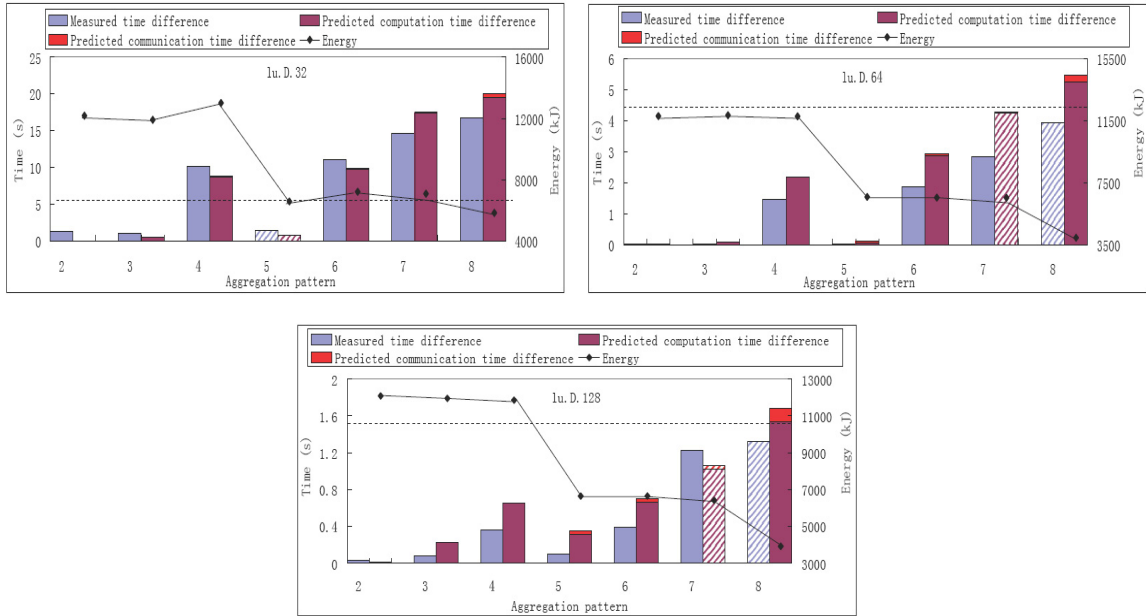 Measured time difference Predicted computation time difference
Predicted communication time difference Energy
lu.D.32
Time (s)
25
20
15
10
5
0
16000
12000
8000
4000
Energy (kJ)
2 3 4 5 6 7 8
Aggregation pattern
Measured time difference Predicted computation time difference
Predicted communication time difference Energy
lu.D.64
Time (s)
6
5
4
3
2
1
0
15500
11500
7500
3500
Energy (kJ)
2 3 4 5 6 7 8
Aggregation pattern
Measured time difference Predicted computation time difference
Predicted communication time difference Energy
lu.D.128
Time (s)
2
1.6
1.2
0.8
0.4
0
13000
11000
9000
7000
5000
3000
Energy (kJ)
2 3 4 5 6 7 8
Aggregation pattern